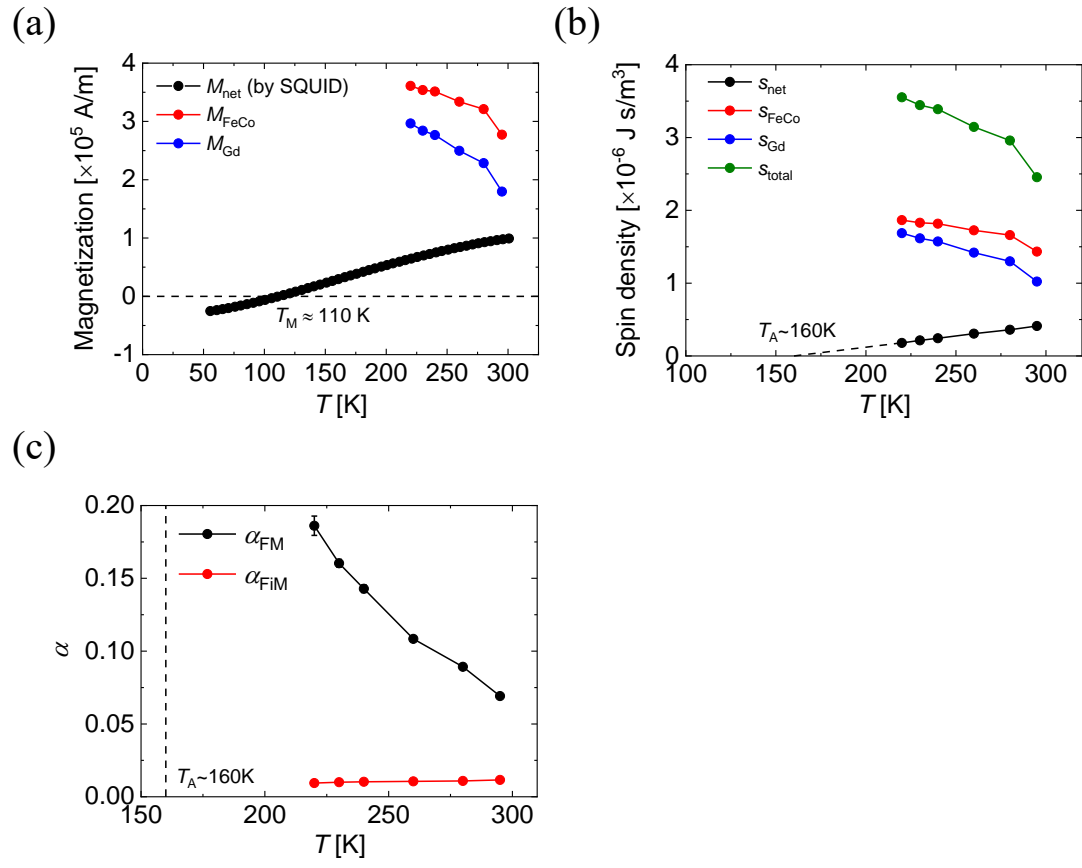 (a)
Magnetization [×10⁵ A/m]
4
3
2
1
0
-1
M_net (by SQUID)
M_FeCo
M_Gd
T_M ≈ 110 K
0 50 100 150 200 250 300
T [K]
(b)
Spin density [×10⁻⁶ J s/m³]
4
3
2
1
0
s_net
s_FeCo
s_Gd
s_total
T_A~160K
100 150 200 250 300
T [K]
(c)
α
0.20
0.15
0.10
0.05
0.00
α_FM
α_FiM
T_A~160K
150 200 250 300
T [K]